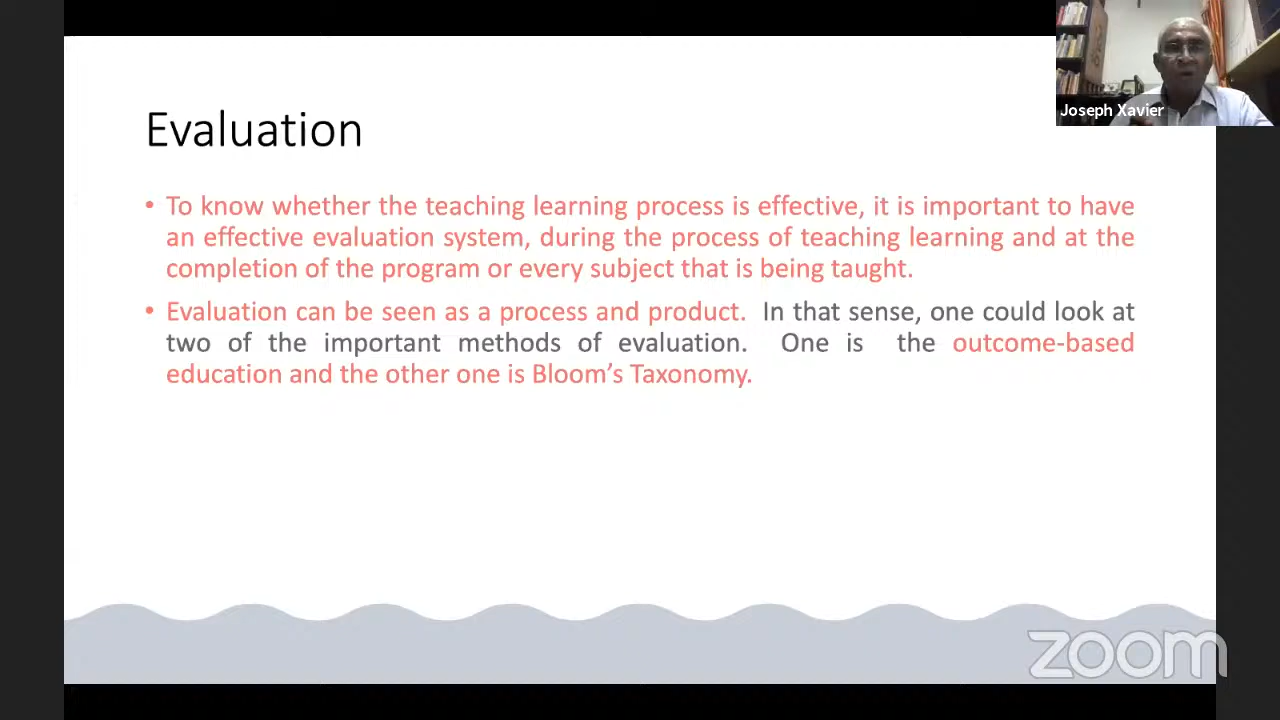 Joseph Xavier
Evaluation
• To know whether the teaching learning process is effective, it is important to have
an effective evaluation system, during the process of teaching learning and at the
completion of the program or every subject that is being taught.
• Evaluation can be seen as a process and product. In that sense, one could look at
two of the important methods of evaluation. One is the outcome-based
education and the other one is Bloom’s Taxonomy.
zoom